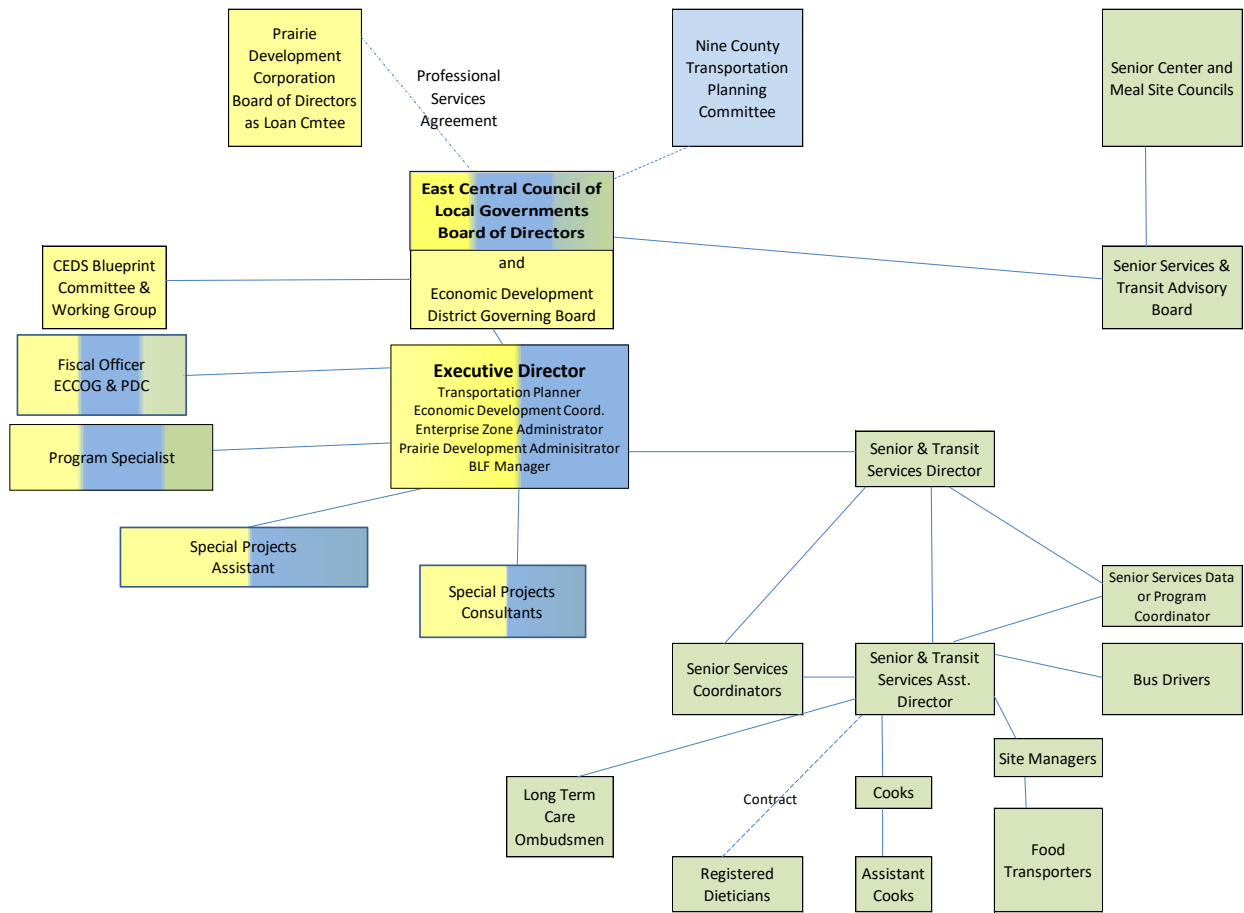 Prairie
Development
Corporation
Board of Directors
as Loan Cmtee
Professional
Services
Agreement
Nine County
Transportation
Planning
Committee
Senior Center and
Meal Site Councils
East Central Council of
Local Governments
Board of Directors
and
Economic Development
District Governing Board
CEDS Blueprint
Committee &
Working Group
Senior Services &
Transit Advisory
Board
Fiscal Officer
ECCOG & PDC
Executive Director
Transportation Planner
Economic Development Coord.
Enterprise Zone Administrator
Prairie Development Adminisitrator
BLF Manager
Program Specialist
Senior & Transit
Services Director
Special Projects
Assistant
Special Projects
Consultants
Senior Services Data
or Program
Coordinator
Senior Services
Coordinators
Senior & Transit
Services Asst.
Director
Bus Drivers
Site Managers
Long Term
Care
Ombudsmen
Contract
Cooks
Food
Transporters
Registered
Dieticians
Assistant
Cooks